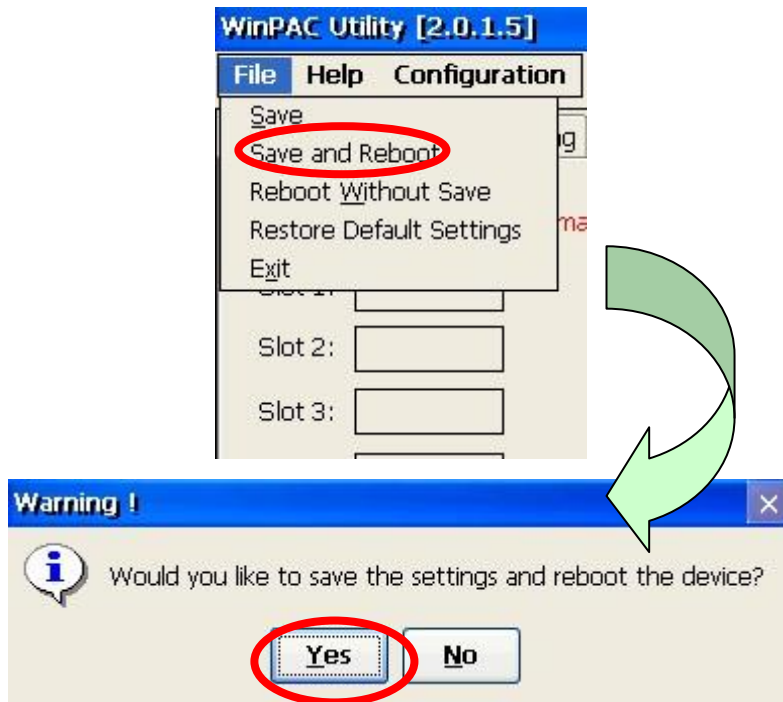 WinPAC Utility [2.0.1.5]
File Help Configuration
Save
Save and Reboot
Reboot Without Save
Restore Default Settings
Exit
Slot 2:
Slot 3:
Warning !
Would you like to save the settings and reboot the device?
Yes No